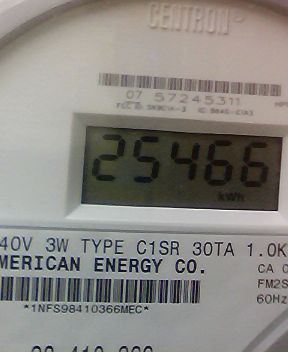 CENTRON®
07 57245311
25466
kWh
40V 3W TYPE C1SR 30TA 1.0K
MERICAN ENERGY CO.
CA 0
FM2S
60Hz
*1NFS98410366MEC*